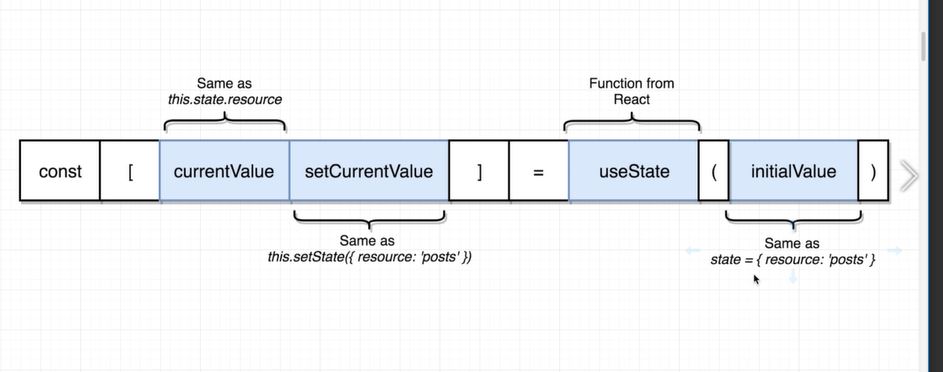 Same as
this.state.resource
Function from
React
const [ currentValue setCurrentValue ] = useState ( initialValue )
Same as
this.setState({ resource: 'posts' })
Same as
state = { resource: 'posts' }